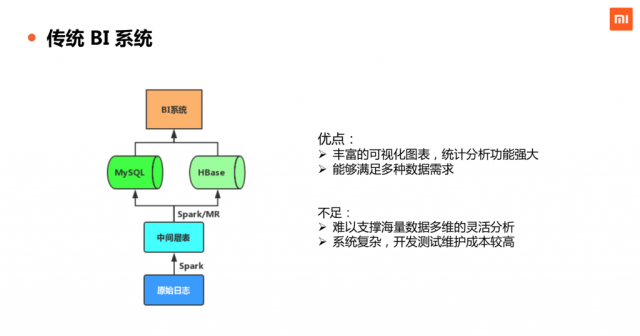 mi
传统 BI 系统
BI系统
MySQL
HBase
Spark/MR
中间层表
Spark
原始日志
优点：
丰富的可视化图表，统计分析功能强大
能够满足多种数据需求
不足：
难以支撑海量数据多维的灵活分析
系统复杂，开发测试维护成本较高